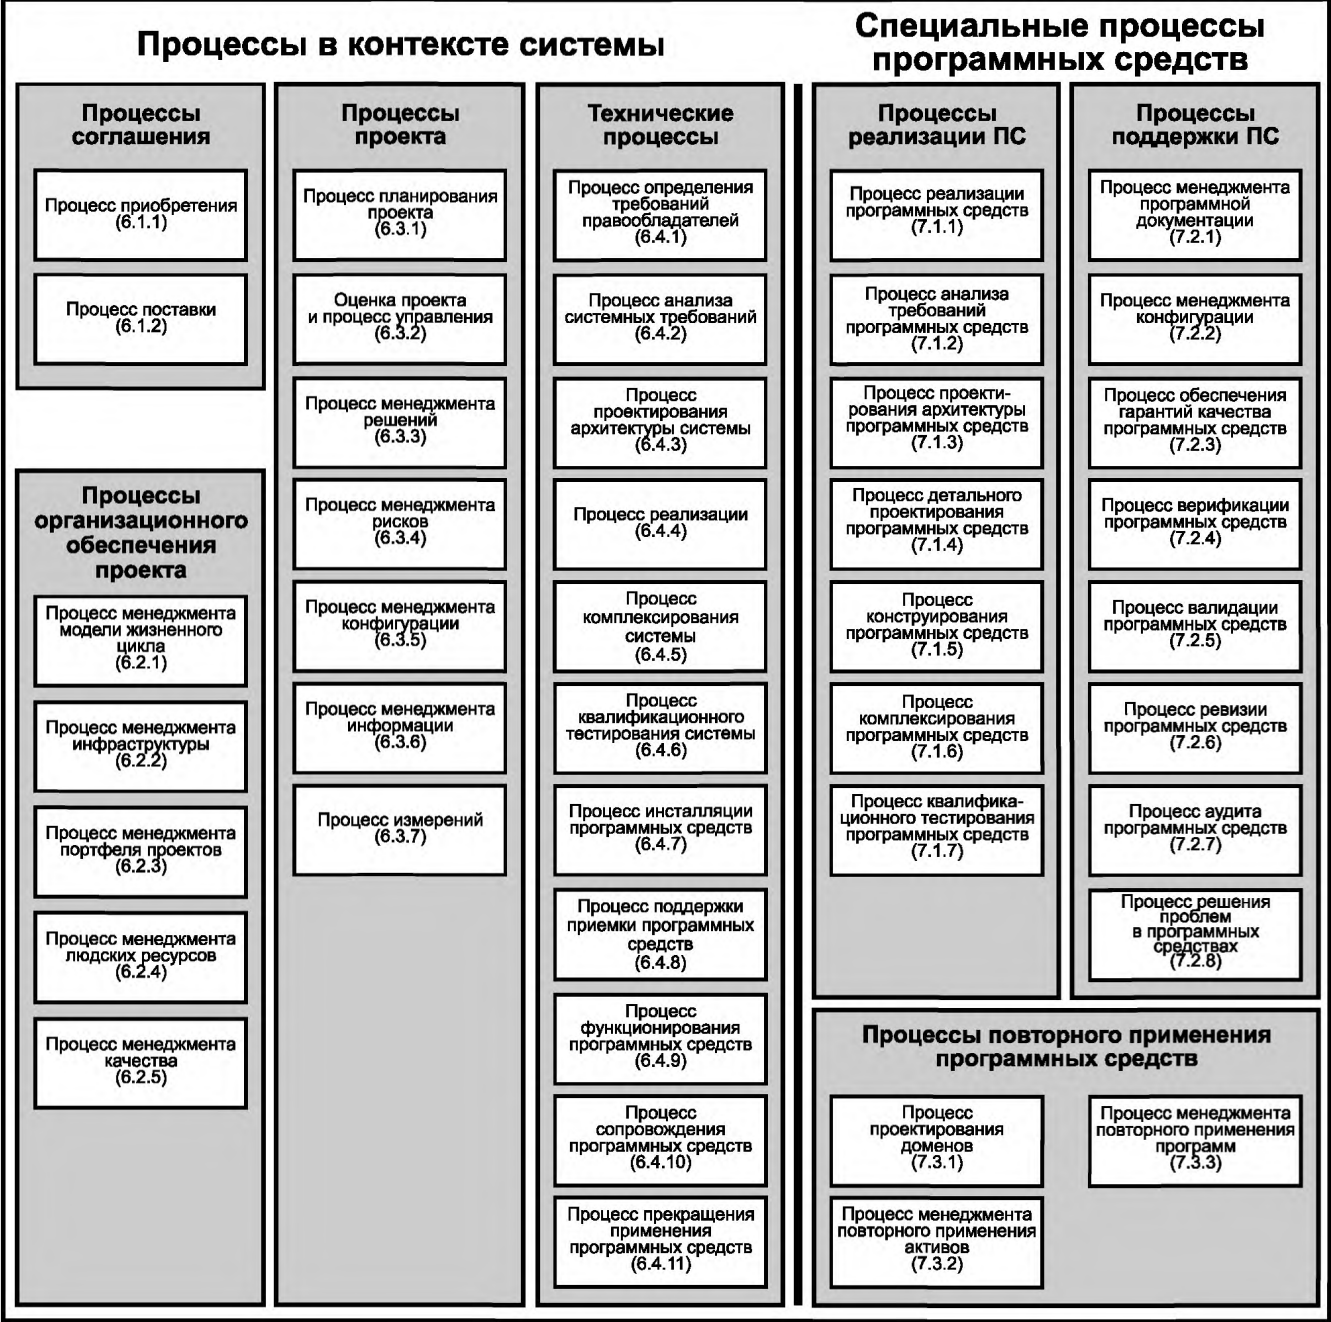 Процессы в контексте системы
Специальные процессы
программных средств
Процессы
соглашения
Процесс приобретения
(6.1.1)
Процесс поставки
(6.1.2)
Процессы
организационного
обеспечения
проекта
Процесс менеджмента
модели жизненного
цикла
(6.2.1)
Процесс менеджмента
инфраструктуры
(6.2.2)
Процесс менеджмента
портфеля проектов
(6.2.3)
Процесс менеджмента
людских ресурсов
(6.2.4)
Процесс менеджмента
качества
(6.2.5)
Процессы
проекта
Процесс планирования
проекта
(6.3.1)
Оценка проекта
и процесс управления
(6.3.2)
Процесс менеджмента
решений
(6.3.3)
Процесс менеджмента
рисков
(6.3.4)
Процесс менеджмента
конфигурации
(6.3.5)
Процесс менеджмента
информации
(6.3.6)
Процесс измерений
(6.3.7)
Технические
процессы
Процесс определения
требований
правообладателей
(6.4.1)
Процесс анализа
системных требований
(6.4.2)
Процесс
проектирования
архитектуры системы
(6.4.3)
Процесс реализации
(6.4.4)
Процесс
комплексирования
системы
(6.4.5)
Процесс
квалификационного
тестирования системы
(6.4.6)
Процесс инсталляции
программных средств
(6.4.7)
Процесс поддержки
приемки программных
средств
(6.4.8)
Процесс
функционирования
программных средств
(6.4.9)
Процесс
сопровождения
программных средств
(6.4.10)
Процесс прекращения
применения
программных средств
(6.4.11)
Процессы
реализации ПС
Процесс реализации
программных средств
(7.1.1)
Процесс анализа
требований
программных средств
(7.1.2)
Процесс проекти-
рования архитектуры
программных средств
(7.1.3)
Процесс детального
проектирования
программных средств
(7.1.4)
Процесс
конструирования
программных средств
(7.1.5)
Процесс
комплексирования
программных средств
(7.1.6)
Процесс квалифика-
ционного тестирования
программных средств
(7.1.7)
Процессы
поддержки ПС
Процесс менеджмента
программной
документации
(7.2.1)
Процесс менеджмента
конфигурации
(7.2.2)
Процесс обеспечения
гарантий качества
программных средств
(7.2.3)
Процесс верификации
программных средств
(7.2.4)
Процесс валидации
программных средств
(7.2.5)
Процесс ревизии
программных средств
(7.2.6)
Процесс аудита
программных средств
(7.2.7)
Процесс решения
проблем
в программных
средствах
(7.2.8)
Процессы повторного применения
программных средств
Процесс
проектирования
доменов
(7.3.1)
Процесс менеджмента
повторного применения
активов
(7.3.2)
Процесс менеджмента
повторного применения
программ
(7.3.3)